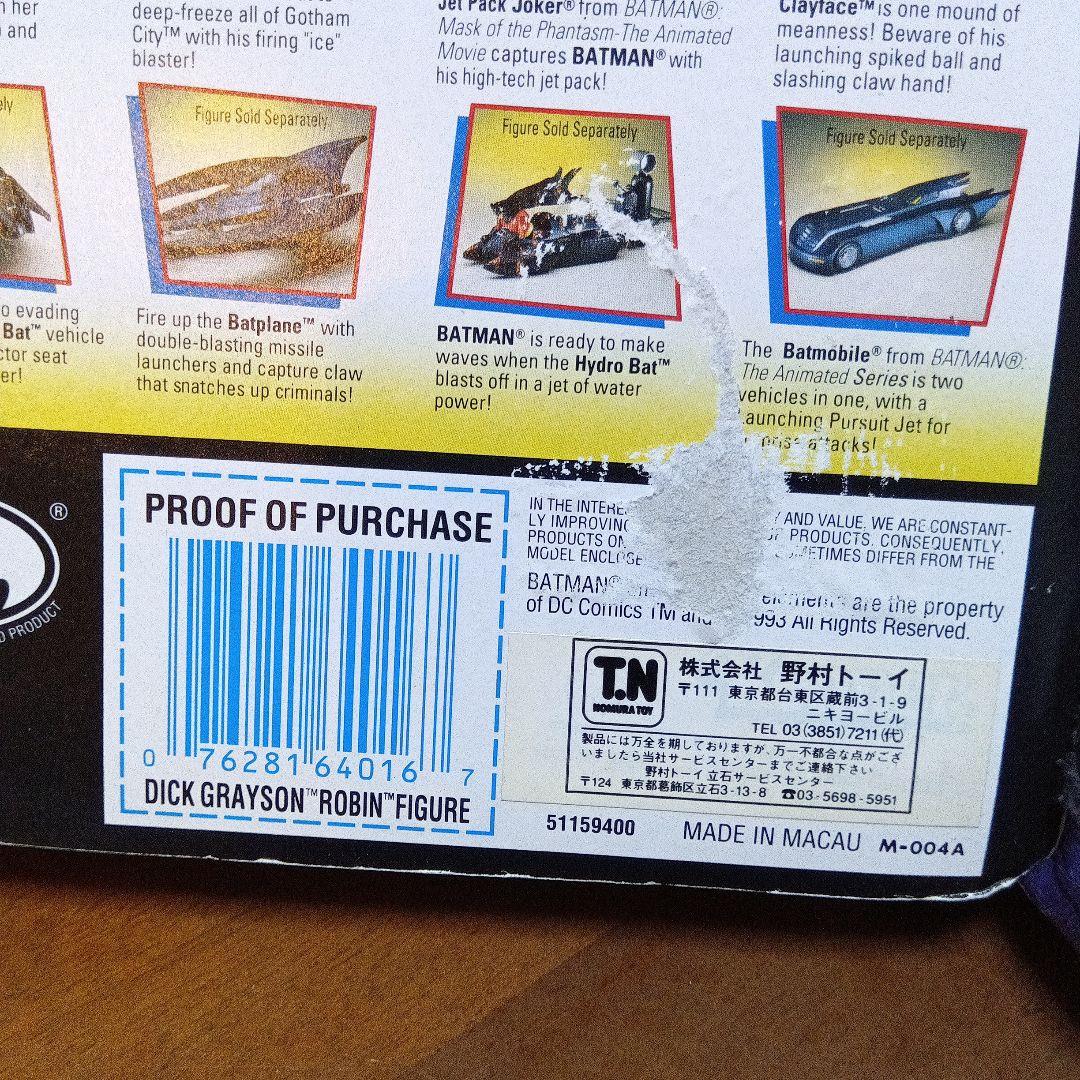 n her
and
deep-freeze all of Gotham
City™ with his firing "ice"
blaster!
Jet Pack Joker® from BATMAN®:
Mask of the Phantasm-The Animated
Movie captures BATMAN® with
his high-tech jet pack!
Clayface™ is one mound of
meanness! Beware of his
launching spiked ball and
slashing claw hand!
ely
Figure Sold Separately
Figure Sold Separately
Figure Sold Separately
o evading
Bat™ vehicle
ctor seat
er!
Fire up the Batplane™ with
double-blasting missile
launchers and capture claw
that snatches up criminals!
BATMAN® is ready to make
waves when the Hydro Bat™
blasts off in a jet of water
power!
The Batmobile® from BATMAN®:
The Animated Series is two
vehicles in one, with a
Launching Pursuit Jet for
attacks!
®
PRODUCT
PROOF OF PURCHASE
0 76281 64016 7
DICK GRAYSON™ ROBIN™ FIGURE
IN THE INTERE Y AND VALUE, WE ARE CONSTANT-
LY IMPROVING PRODUCTS. CONSEQUENTLY,
PRODUCTS ON METIMES DIFFER FROM THE
MODEL ENCLOSE
BATMAN® elements are the property
of DC Comics TM and 993 All Rights Reserved.
T.N
NOMURA TOY
株式会社 野村トーイ
〒111 東京都台東区蔵前3-1-9
ニキヨービル
TEL 03(3851)7211(代)
製品には万全を期しておりますが、万一不都合な点がござ
いましたら当社サービスセンターまでご連絡下さい
野村トーイ立石サービスセンター
〒124 東京都葛飾区立石3-13-8 ☎03-5698-5951
51159400 MADE IN MACAU M-004A